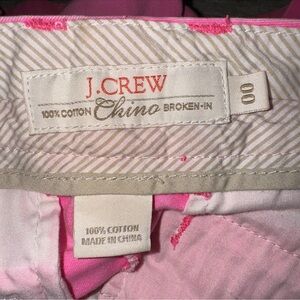 J.CREW
100% COTTON Chino BROKEN-IN
00
100% COTTON
MADE IN CHINA